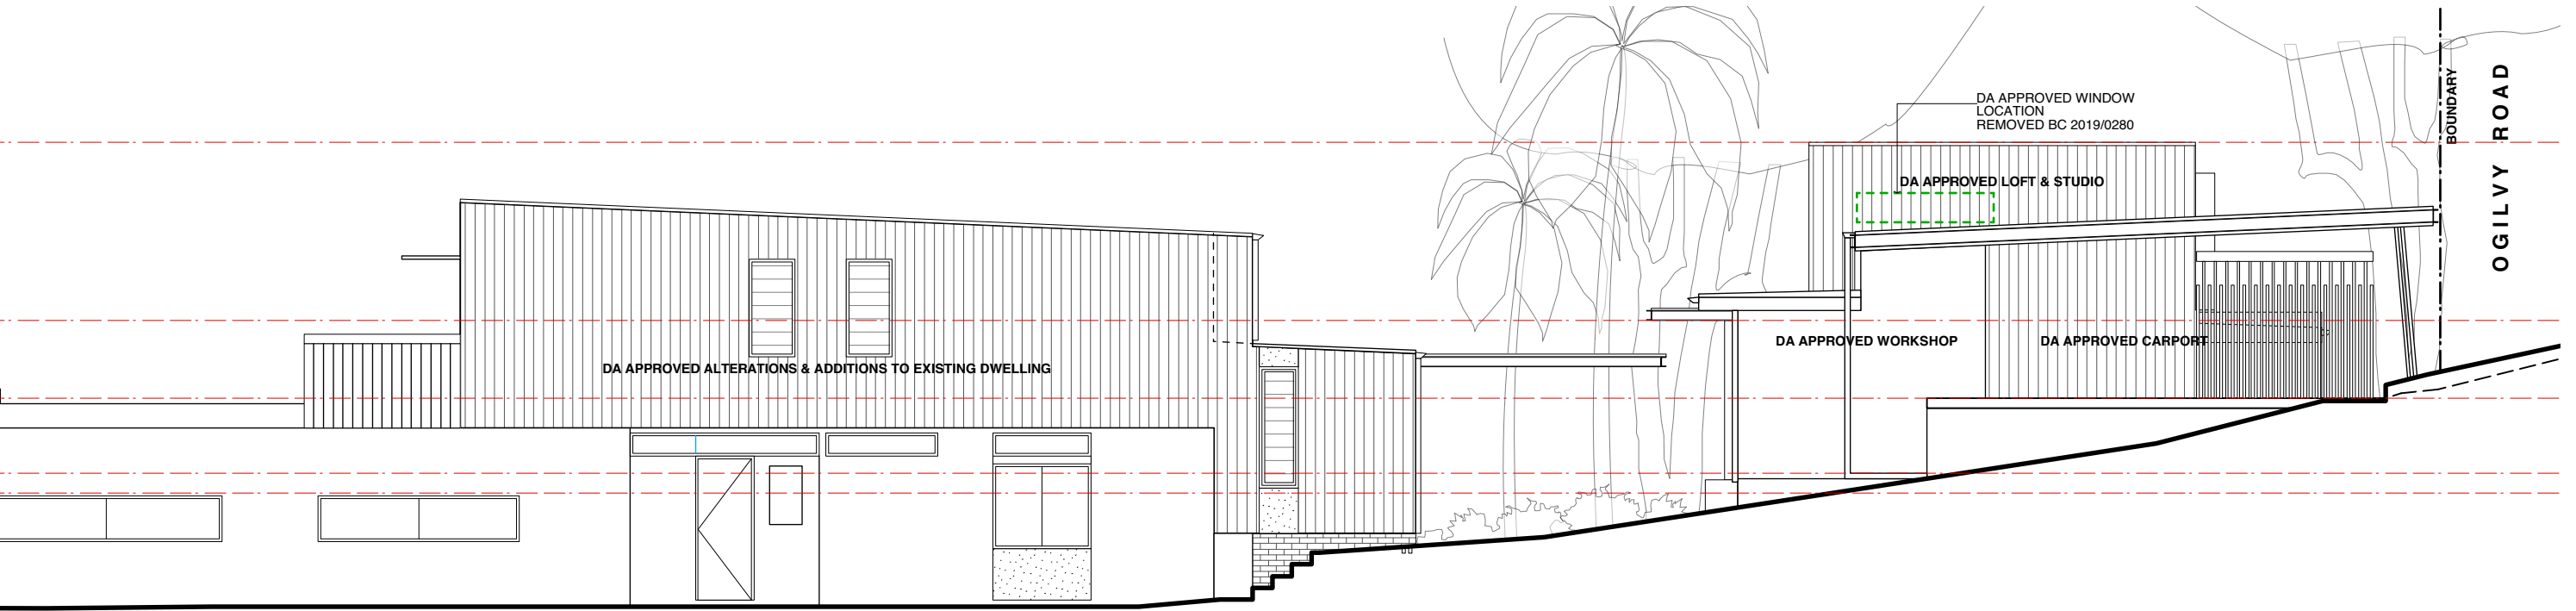 DA APPROVED WINDOW
LOCATION
REMOVED BC 2019/0280
BOUNDARY
OGILVY ROAD
DA APPROVED LOFT & STUDIO
DA APPROVED WORKSHOP
DA APPROVED CARPORT
DA APPROVED ALTERATIONS & ADDITIONS TO EXISTING DWELLING